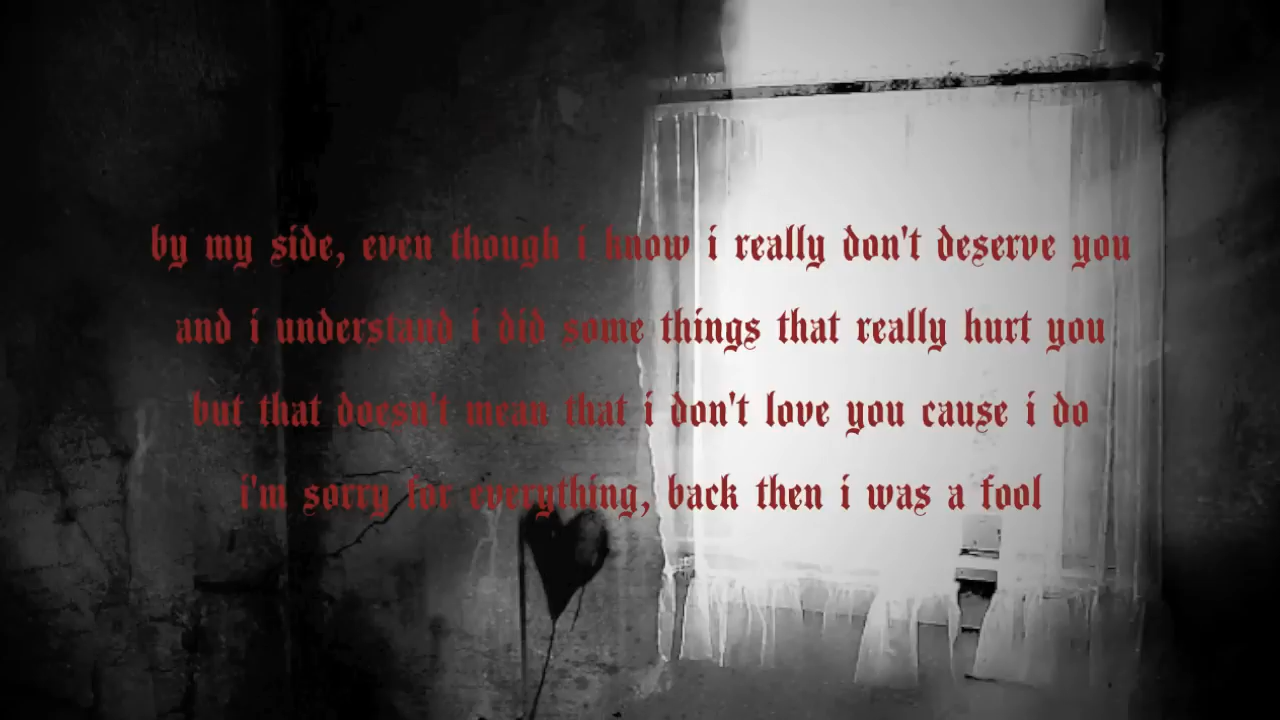 by my side, even though i know i really don't deserve you
and i understand i did some things that really hurt you
but that doesn't mean that i don't love you cause i do
i'm sorry for everything, back then i was a fool